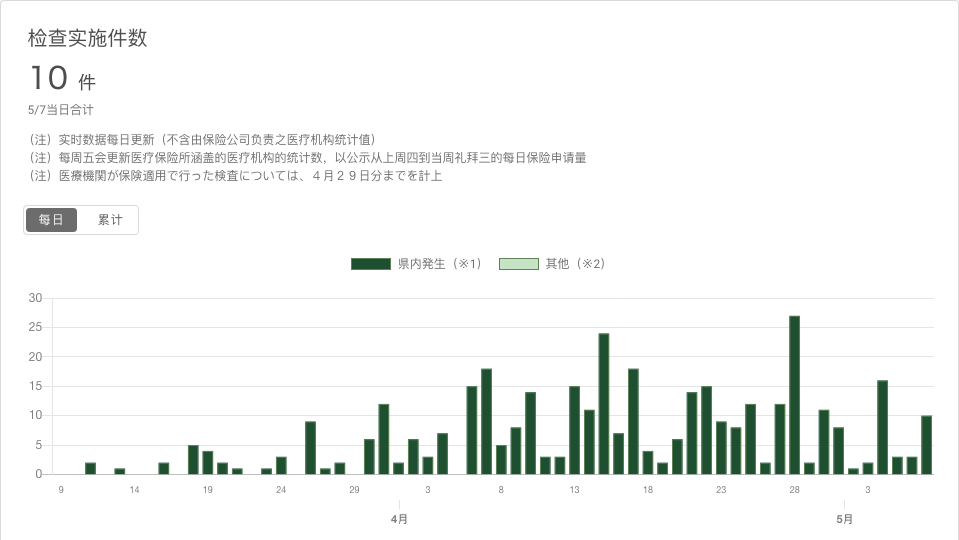 检查实施件数
10 件
5/7当日合计
（注）实时数据每日更新（不含由保险公司负责之医疗机构统计值）
（注）每周五会更新医疗保险所涵盖的医疗机构的统计数，以公示从上周四到当周礼拜三的每日保险申请量
（注）医療機関が保険適用で行った検査については、４月２９日分までを計上
每日 累计
県内発生（※1） 其他（※2）
30
25
20
15
10
5
0
9 14 19 24 29 3 8 13 18 23 28 3
4月 5月